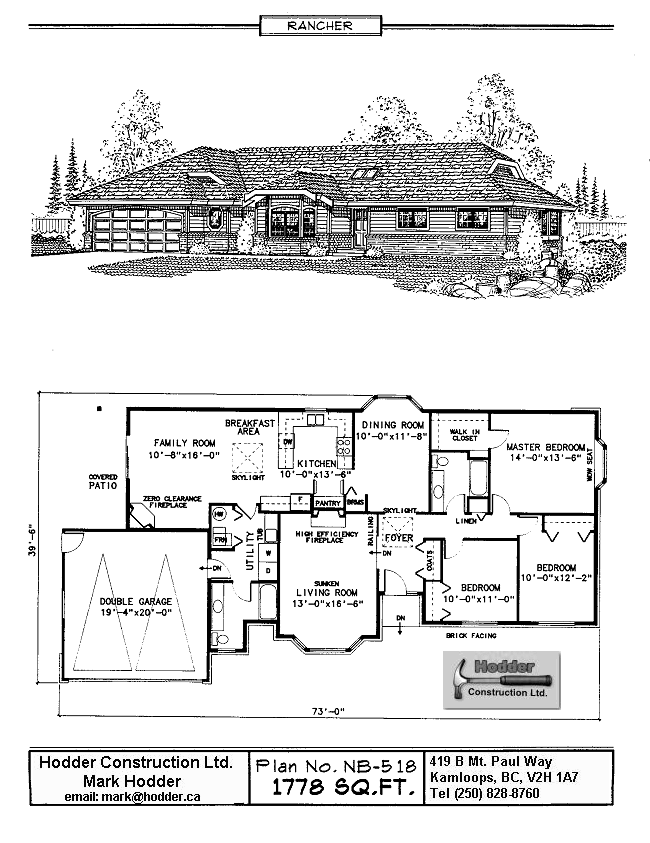 RANCHER
BREAKFAST
AREA
DINING ROOM
10'-0"x11'-8"
WALK IN
CLOSET
FAMILY ROOM
10'-8"x16'-0"
DW
MASTER BEDROOM
14'-0"x13'-6"
KITCHEN
10'-0"x13'-6"
SKYLIGHT
COVERED
PATIO
F
PANTRY
BRMS
WDW SEAT
ZERO CLEARANCE
FIREPLACE
SKYLIGHT
LINEN
HW
FRN
UTILITY
TUB
W
D
HIGH EFFICIENCY
FIREPLACE
RAILING
FOYER
DN
COATS
39'-6"
DN
SUNKEN
LIVING ROOM
13'-0"x16'-6"
BEDROOM
10'-0"x12'-2"
BEDROOM
10'-0"x11'-0"
DOUBLE GARAGE
19'-4"x20'-0"
DN
BRICK FACING
Hodder
Construction Ltd.
73'-0"
Hodder Construction Ltd.
Mark Hodder
email: mark@hodder.ca
Plan No. NB-518
1778 SQ.FT.
419 B Mt. Paul Way
Kamloops, BC, V2H 1A7
Tel (250) 828-8760